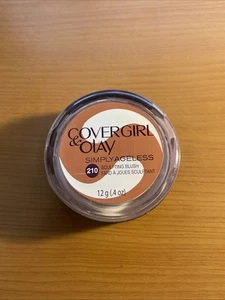 COVERGIRL
& Olay
SIMPLYAGELESS
210
SCULPTING BLUSH
FARD À JOUES SCULPTANT
12 g (.4 oz)